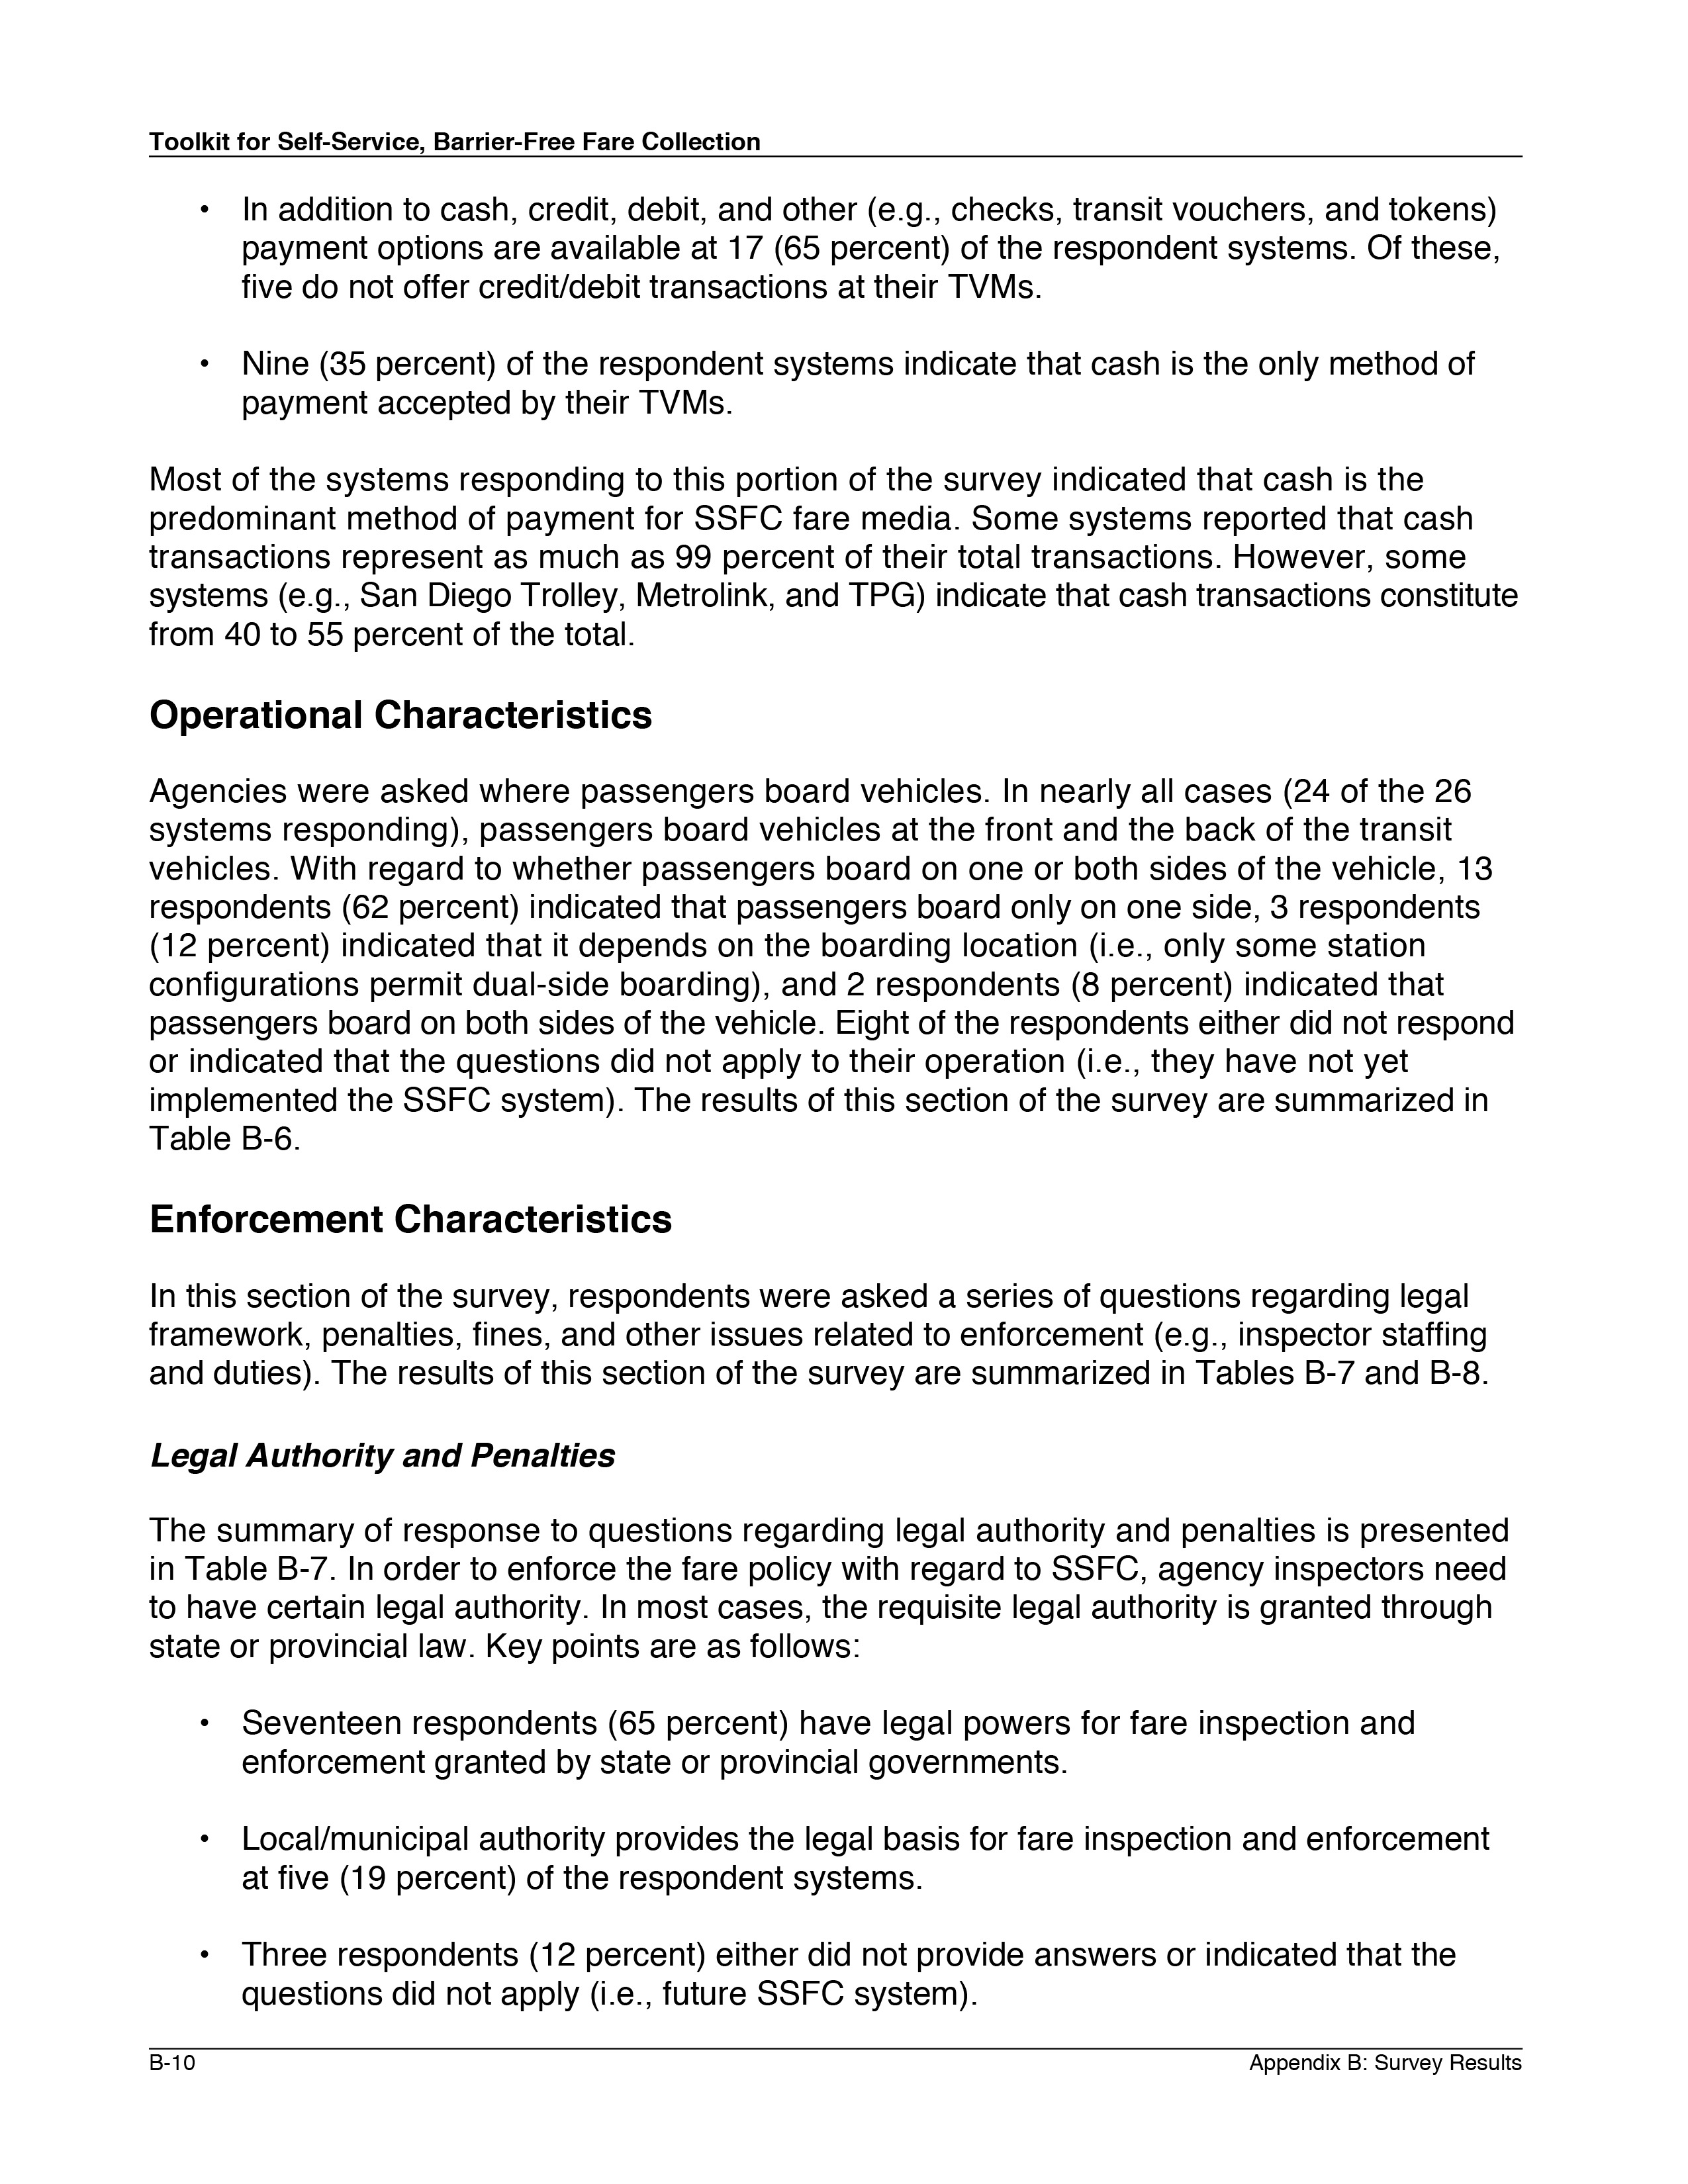 Toolkit for Self-Service, Barrier-Free Fare Collection
• In addition to cash, credit, debit, and other (e.g., checks, transit vouchers, and tokens)
payment options are available at 17 (65 percent) of the respondent systems. Of these,
five do not offer credit/debit transactions at their TVMs.
• Nine (35 percent) of the respondent systems indicate that cash is the only method of
payment accepted by their TVMs.
Most of the systems responding to this portion of the survey indicated that cash is the
predominant method of payment for SSFC fare media. Some systems reported that cash
transactions represent as much as 99 percent of their total transactions. However, some
systems (e.g., San Diego Trolley, Metrolink, and TPG) indicate that cash transactions constitute
from 40 to 55 percent of the total.
Operational Characteristics
Agencies were asked where passengers board vehicles. In nearly all cases (24 of the 26
systems responding), passengers board vehicles at the front and the back of the transit
vehicles. With regard to whether passengers board on one or both sides of the vehicle, 13
respondents (62 percent) indicated that passengers board only on one side, 3 respondents
(12 percent) indicated that it depends on the boarding location (i.e., only some station
configurations permit dual-side boarding), and 2 respondents (8 percent) indicated that
passengers board on both sides of the vehicle. Eight of the respondents either did not respond
or indicated that the questions did not apply to their operation (i.e., they have not yet
implemented the SSFC system). The results of this section of the survey are summarized in
Table B-6.
Enforcement Characteristics
In this section of the survey, respondents were asked a series of questions regarding legal
framework, penalties, fines, and other issues related to enforcement (e.g., inspector staffing
and duties). The results of this section of the survey are summarized in Tables B-7 and B-8.
Legal Authority and Penalties
The summary of response to questions regarding legal authority and penalties is presented
in Table B-7. In order to enforce the fare policy with regard to SSFC, agency inspectors need
to have certain legal authority. In most cases, the requisite legal authority is granted through
state or provincial law. Key points are as follows:
• Seventeen respondents (65 percent) have legal powers for fare inspection and
enforcement granted by state or provincial governments.
• Local/municipal authority provides the legal basis for fare inspection and enforcement
at five (19 percent) of the respondent systems.
• Three respondents (12 percent) either did not provide answers or indicated that the
questions did not apply (i.e., future SSFC system).
B-10 Appendix B: Survey Results